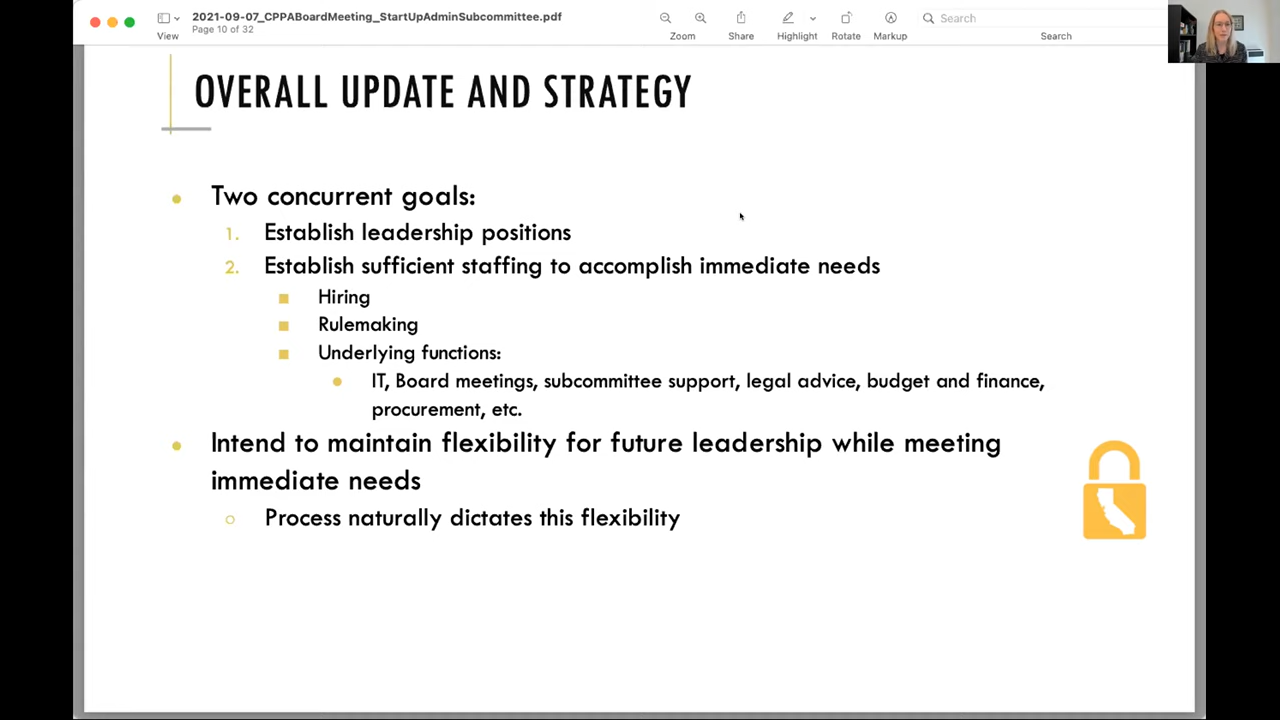 2021-09-07_CPPABoardMeeting_StartUpAdminSubcommittee.pdf
Page 10 of 32
View
Zoom
Share
Highlight
Rotate
Markup
Search
Search
OVERALL UPDATE AND STRATEGY
• Two concurrent goals:
1. Establish leadership positions
2. Establish sufficient staffing to accomplish immediate needs
■ Hiring
■ Rulemaking
■ Underlying functions:
• IT, Board meetings, subcommittee support, legal advice, budget and finance,
procurement, etc.
• Intend to maintain flexibility for future leadership while meeting
immediate needs
○ Process naturally dictates this flexibility